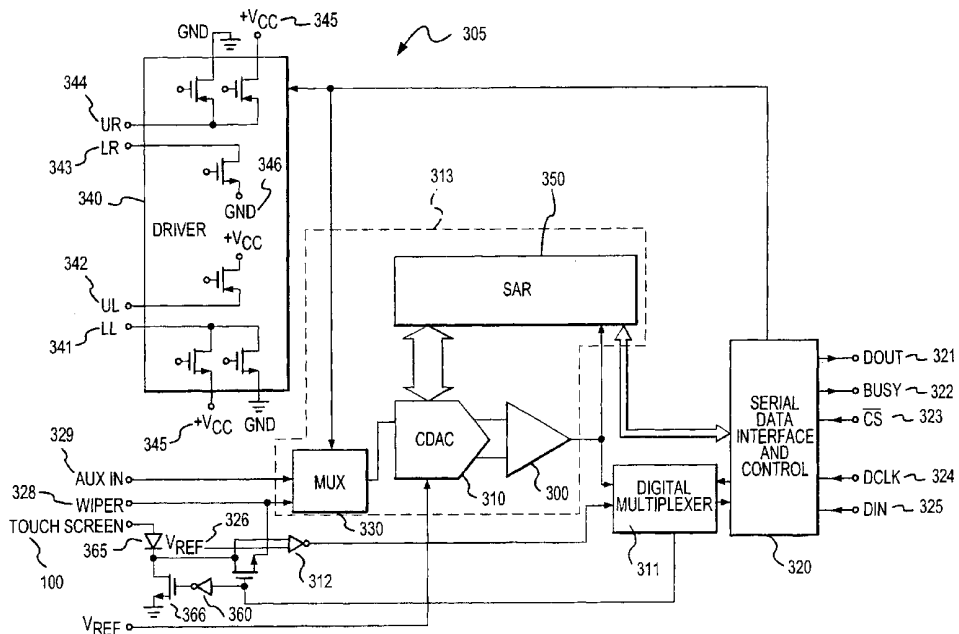 +VCC 345
GND
305
344
UR
LR
343
346
340
GND
DRIVER
+VCC
342
UL
LL
341
345 +VCC GND
313
350
SAR
CDAC
310
300
329
AUX IN
328
WIPER
MUX
330
TOUCH SCREEN
326
365
VREF
312
100
366
360
VREF
DIGITAL
MULTIPLEXER
311
SERIAL
DATA
INTERFACE
AND
CONTROL
320
DOUT 321
BUSY 322
CS 323
DCLK 324
DIN 325